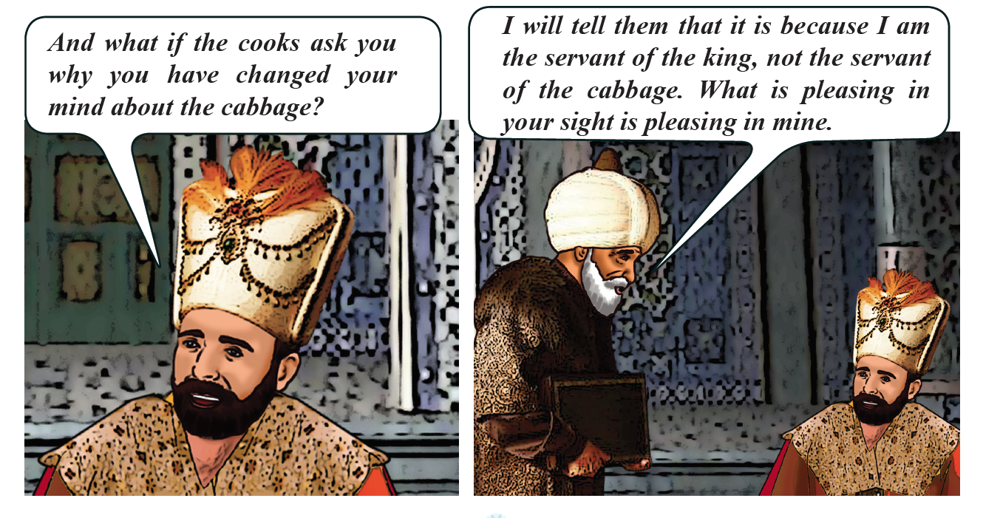 And what if the cooks ask you
why you have changed your
mind about the cabbage?
I will tell them that it is because I am
the servant of the king, not the servant
of the cabbage. What is pleasing in
your sight is pleasing in mine.